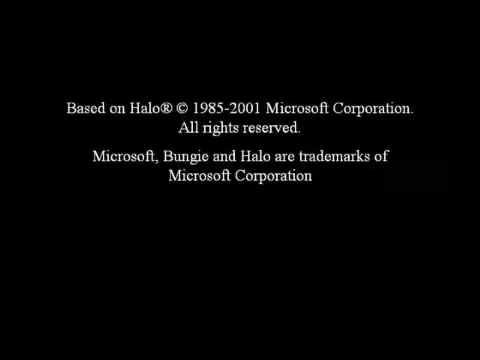 Based on Halo® © 1985-2001 Microsoft Corporation.
All rights reserved.
Microsoft, Bungie and Halo are trademarks of
Microsoft Corporation